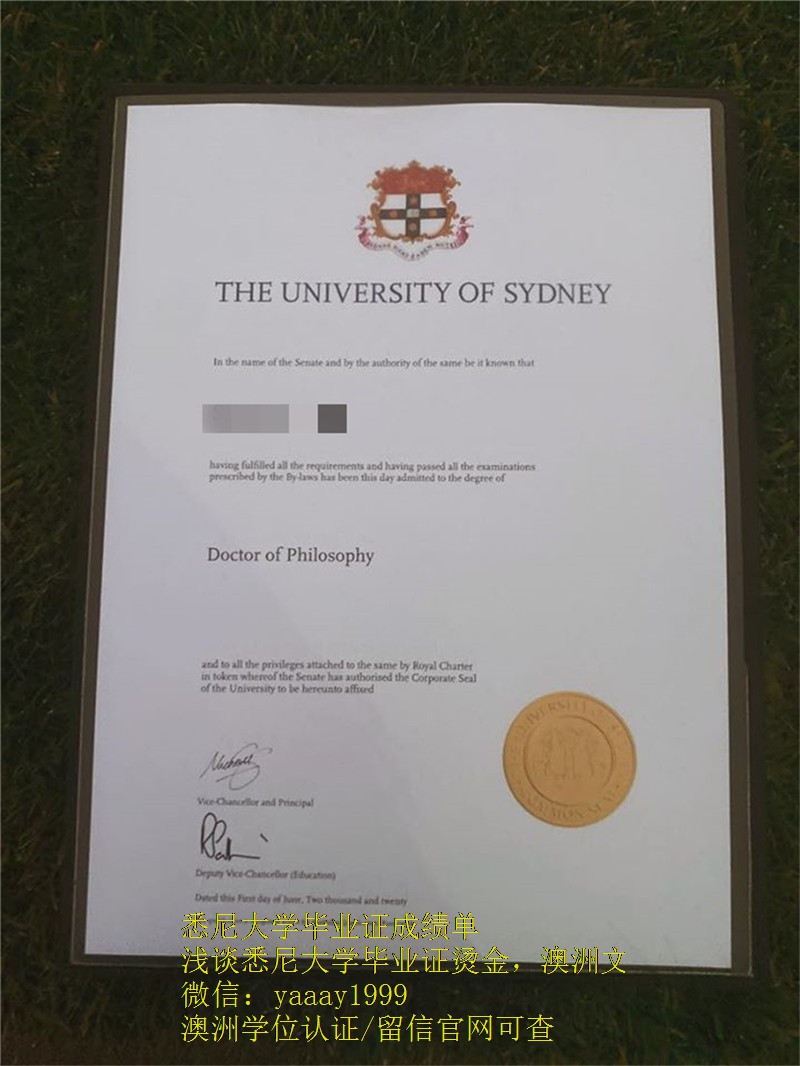 THE UNIVERSITY OF SYDNEY
In the name of the Senate and by the authority of the same be it known that
having fulfilled all the requirements and having passed all the examinations
prescribed by the By-laws has been this day admitted to the degree of
Doctor of Philosophy
and to all the privileges attached to the same by Royal Charter
in token whereof the Senate has authorised the Corporate Seal
of the University to be hereunto affixed
Vice-Chancellor and Principal
Deputy Vice-Chancellor (Education)
Dated this First day of June, Two thousand and twenty
悉尼大学毕业证成绩单
浅谈悉尼大学毕业证烫金，澳洲文
微信：yaaay1999
澳洲学位认证/留信官网可查